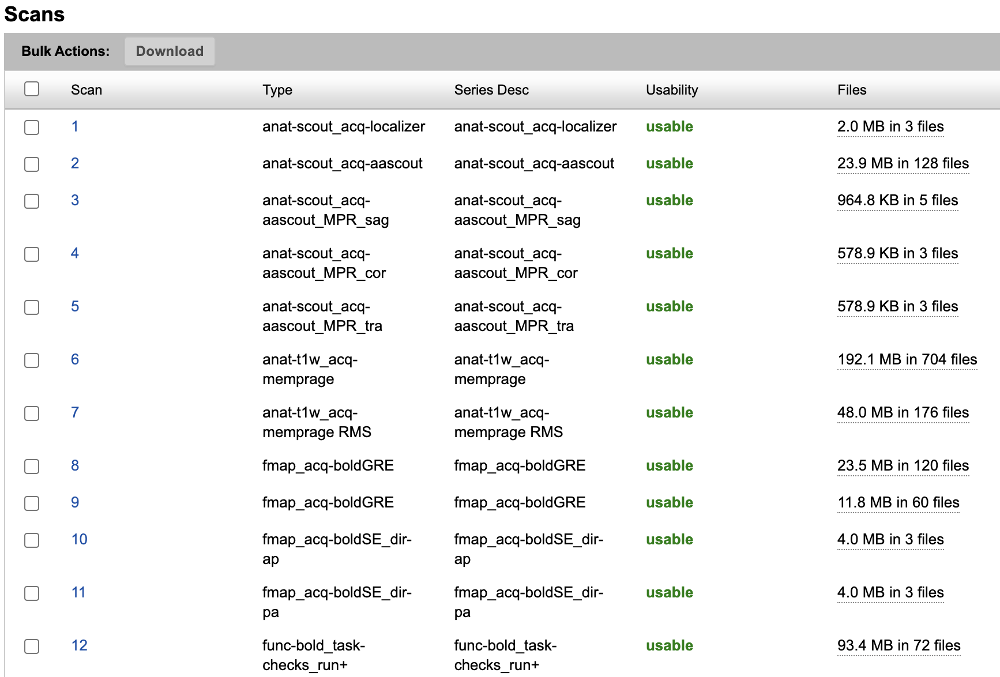 Scans
Bulk Actions: Download
Scan Type Series Desc Usability Files
1 anat-scout_acq-localizer anat-scout_acq-localizer usable 2.0 MB in 3 files
2 anat-scout_acq-aascout anat-scout_acq-aascout usable 23.9 MB in 128 files
3 anat-scout_acq- anat-scout_acq- usable 964.8 KB in 5 files
aascout_MPR_sag aascout_MPR_sag
4 anat-scout_acq- anat-scout_acq- usable 578.9 KB in 3 files
aascout_MPR_cor aascout_MPR_cor
5 anat-scout_acq- anat-scout_acq- usable 578.9 KB in 3 files
aascout_MPR_tra aascout_MPR_tra
6 anat-t1w_acq- anat-t1w_acq- usable 192.1 MB in 704 files
memprage memprage
7 anat-t1w_acq- anat-t1w_acq- usable 48.0 MB in 176 files
memprage RMS memprage RMS
8 fmap_acq-boldGRE fmap_acq-boldGRE usable 23.5 MB in 120 files
9 fmap_acq-boldGRE fmap_acq-boldGRE usable 11.8 MB in 60 files
10 fmap_acq-boldSE_dir- fmap_acq-boldSE_dir- usable 4.0 MB in 3 files
ap ap
11 fmap_acq-boldSE_dir- fmap_acq-boldSE_dir- usable 4.0 MB in 3 files
pa pa
12 func-bold_task- func-bold_task- usable 93.4 MB in 72 files
checks_run+ checks_run+